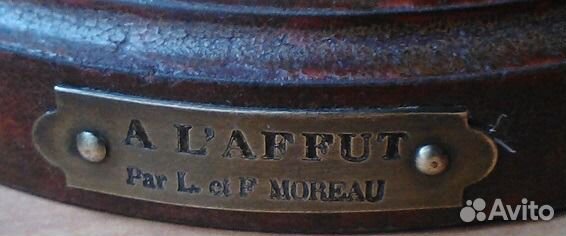 A L'AFFUT
Par L. et F MOREAU
Avito